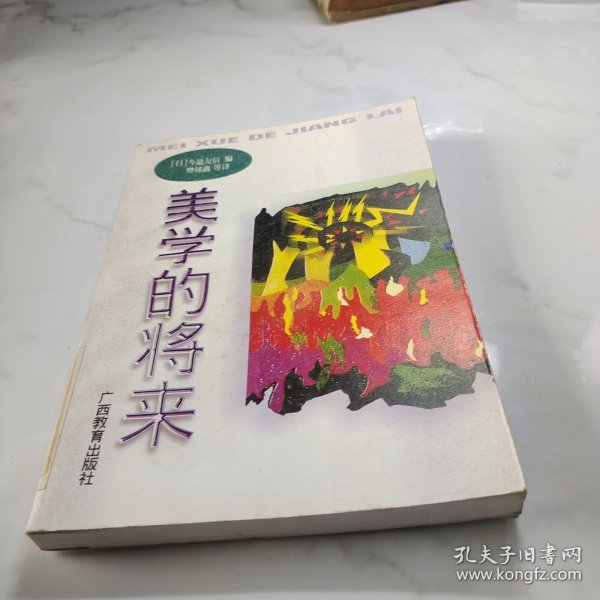 MEI XUE DE JIANG LAI
[日]今道友信 编
樊锦鑫 等译
美学的将来
广西教育出版社
孔夫子旧书网
www.kongfz.com